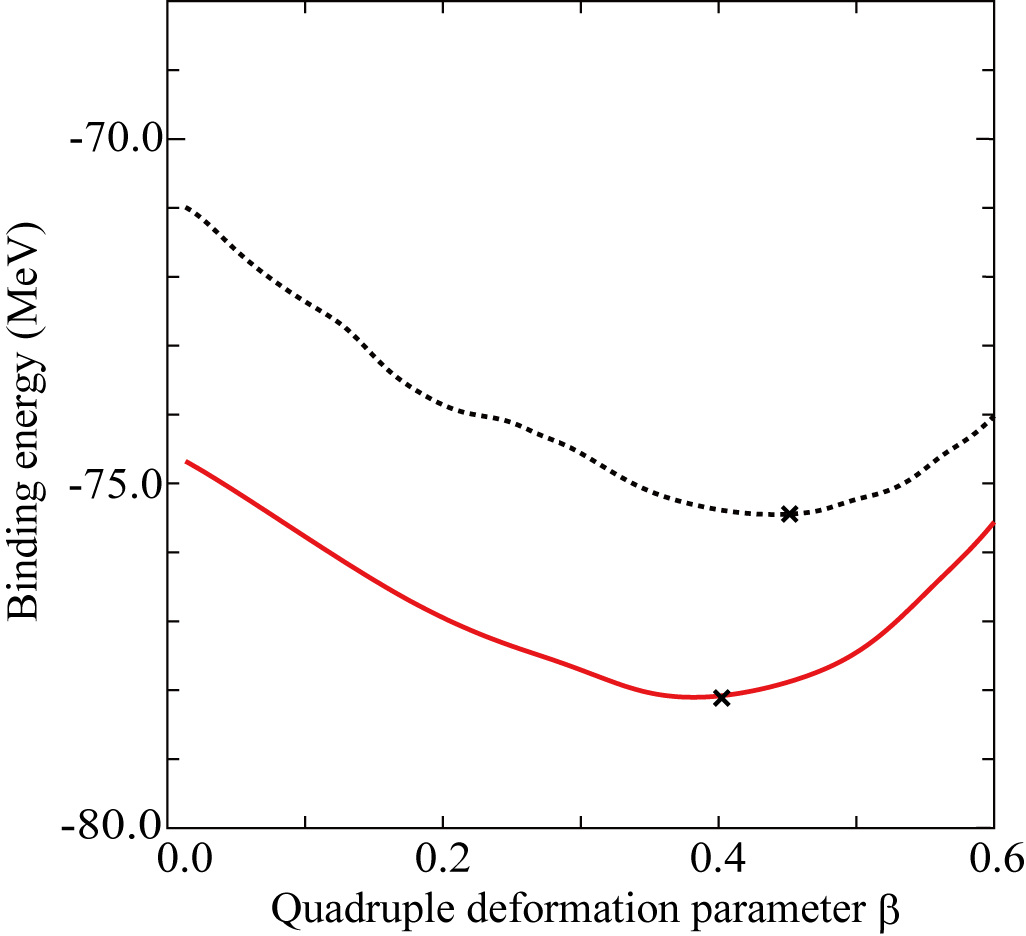 -70.0
-75.0
-80.0
Binding energy (MeV)
0.0 0.2 0.4 0.6
Quadruple deformation parameter β